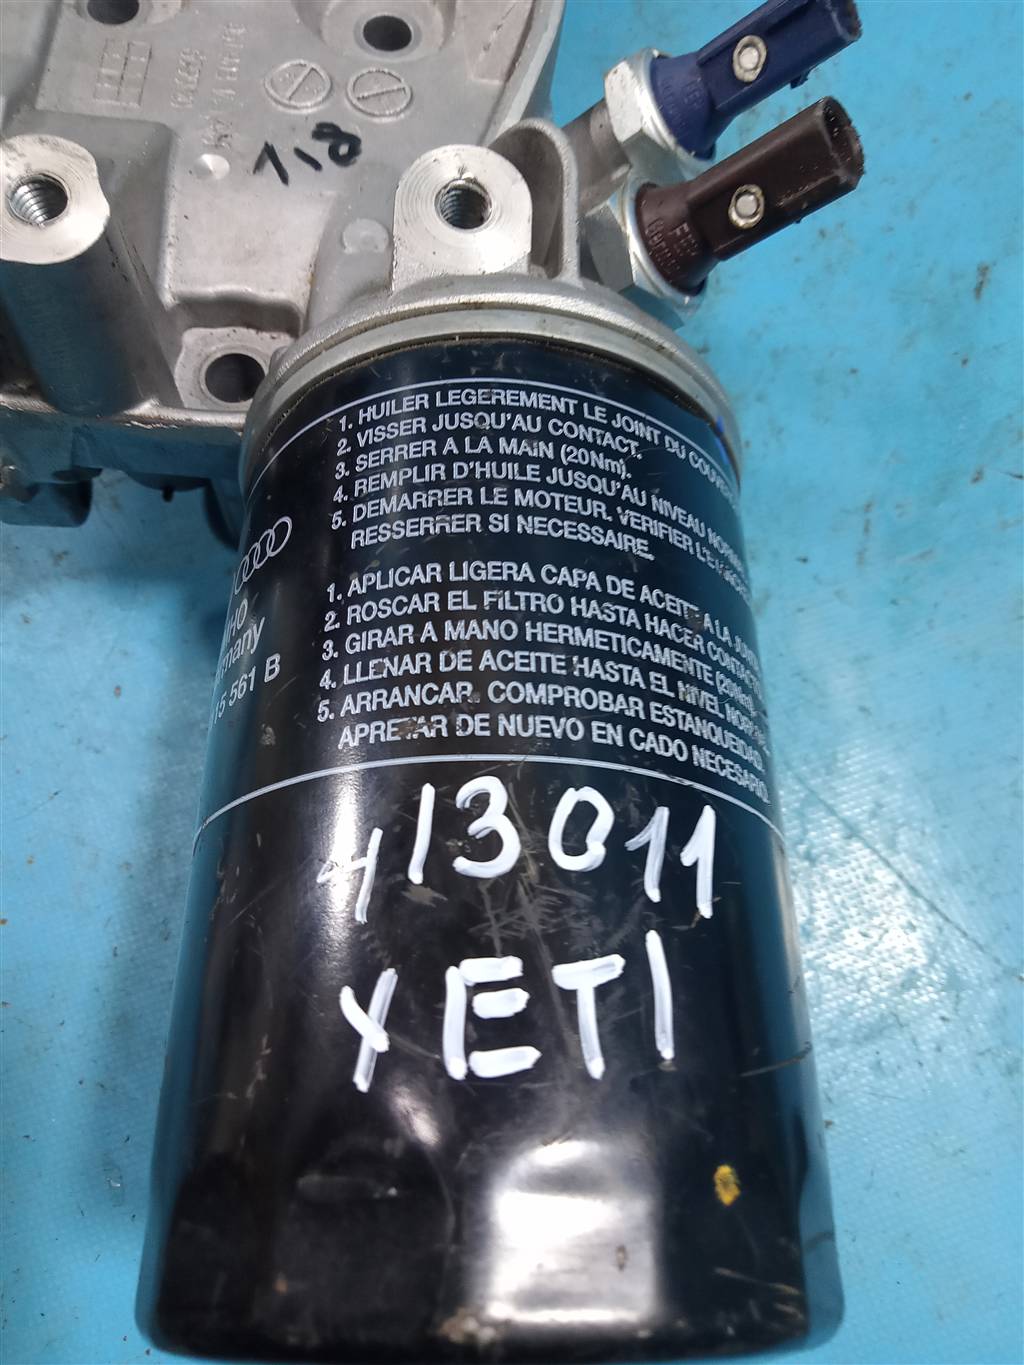 1.8
1. HUILER LEGEREMENT LE JOINT DU
2. VISSER JUSQU'AU CONTACT.
3. SERRER A LA MAIN (20Nm).
4. REMPLIR D'HUILE JUSQU'AU NIVEAU
5. DEMARRER LE MOTEUR. VERIFIER
RESSERRER SI NECESSAIRE.
1. APLICAR LIGERA CAPA DE ACEITE A LA
2. ROSCAR EL FILTRO HASTA HACER
3. GIRAR A MANO HERMETICAMENTE (20Nm).
4. LLENAR DE ACEITE HASTA EL NIVEL
5. ARRANCAR. COMPROBAR ESTANQUEIDAD.
APRETAR DE NUEVO EN CADO NECESARIO.
561 B
413011
YETI